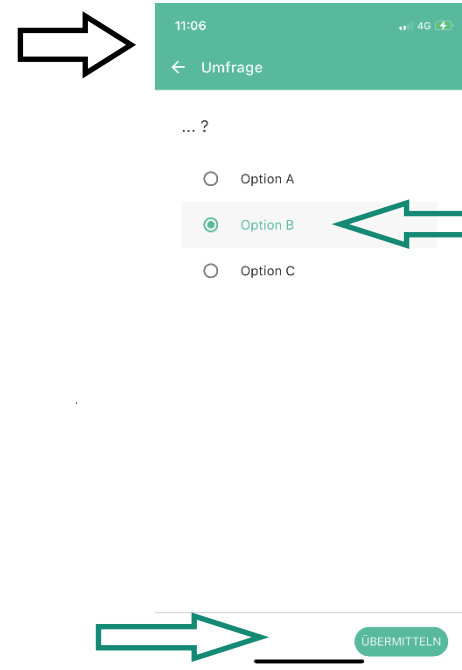 11:06 4G
Umfrage
... ?
Option A
Option B
Option C
ÜBERMITTELN